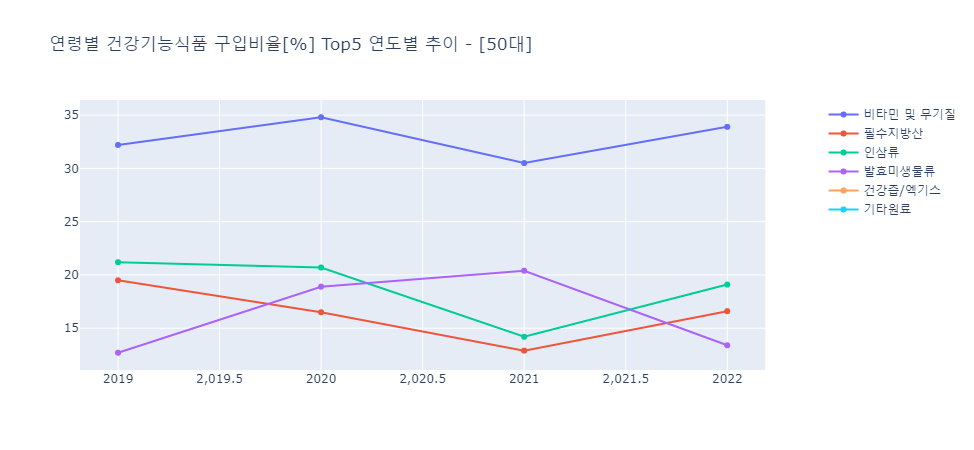 연령별 건강기능식품 구입비율[%] Top5 연도별 추이 - [50대]
35
30
25
20
15
2019
2,019.5
2020
2,020.5
2021
2,021.5
2022
비타민 및 무기질
필수지방산
인삼류
발효미생물류
건강즙/엑기스
기타원료